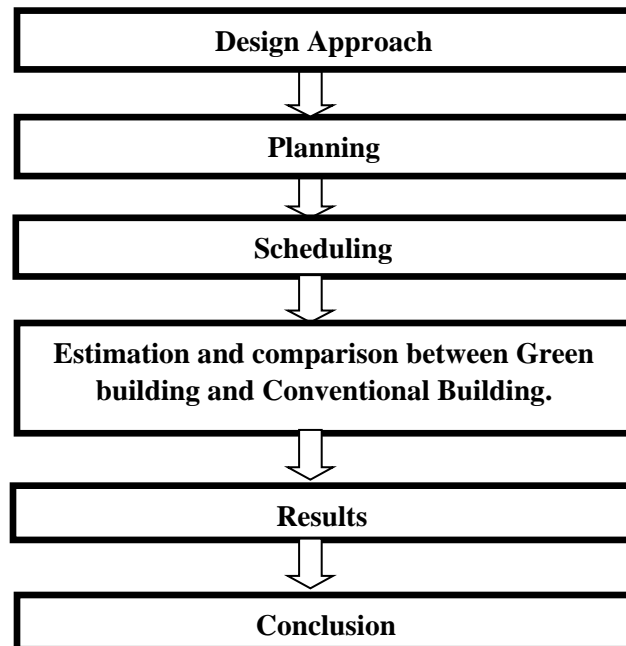 Design Approach
Planning
Scheduling
Estimation and comparison between Green
building and Conventional Building.
Results
Conclusion